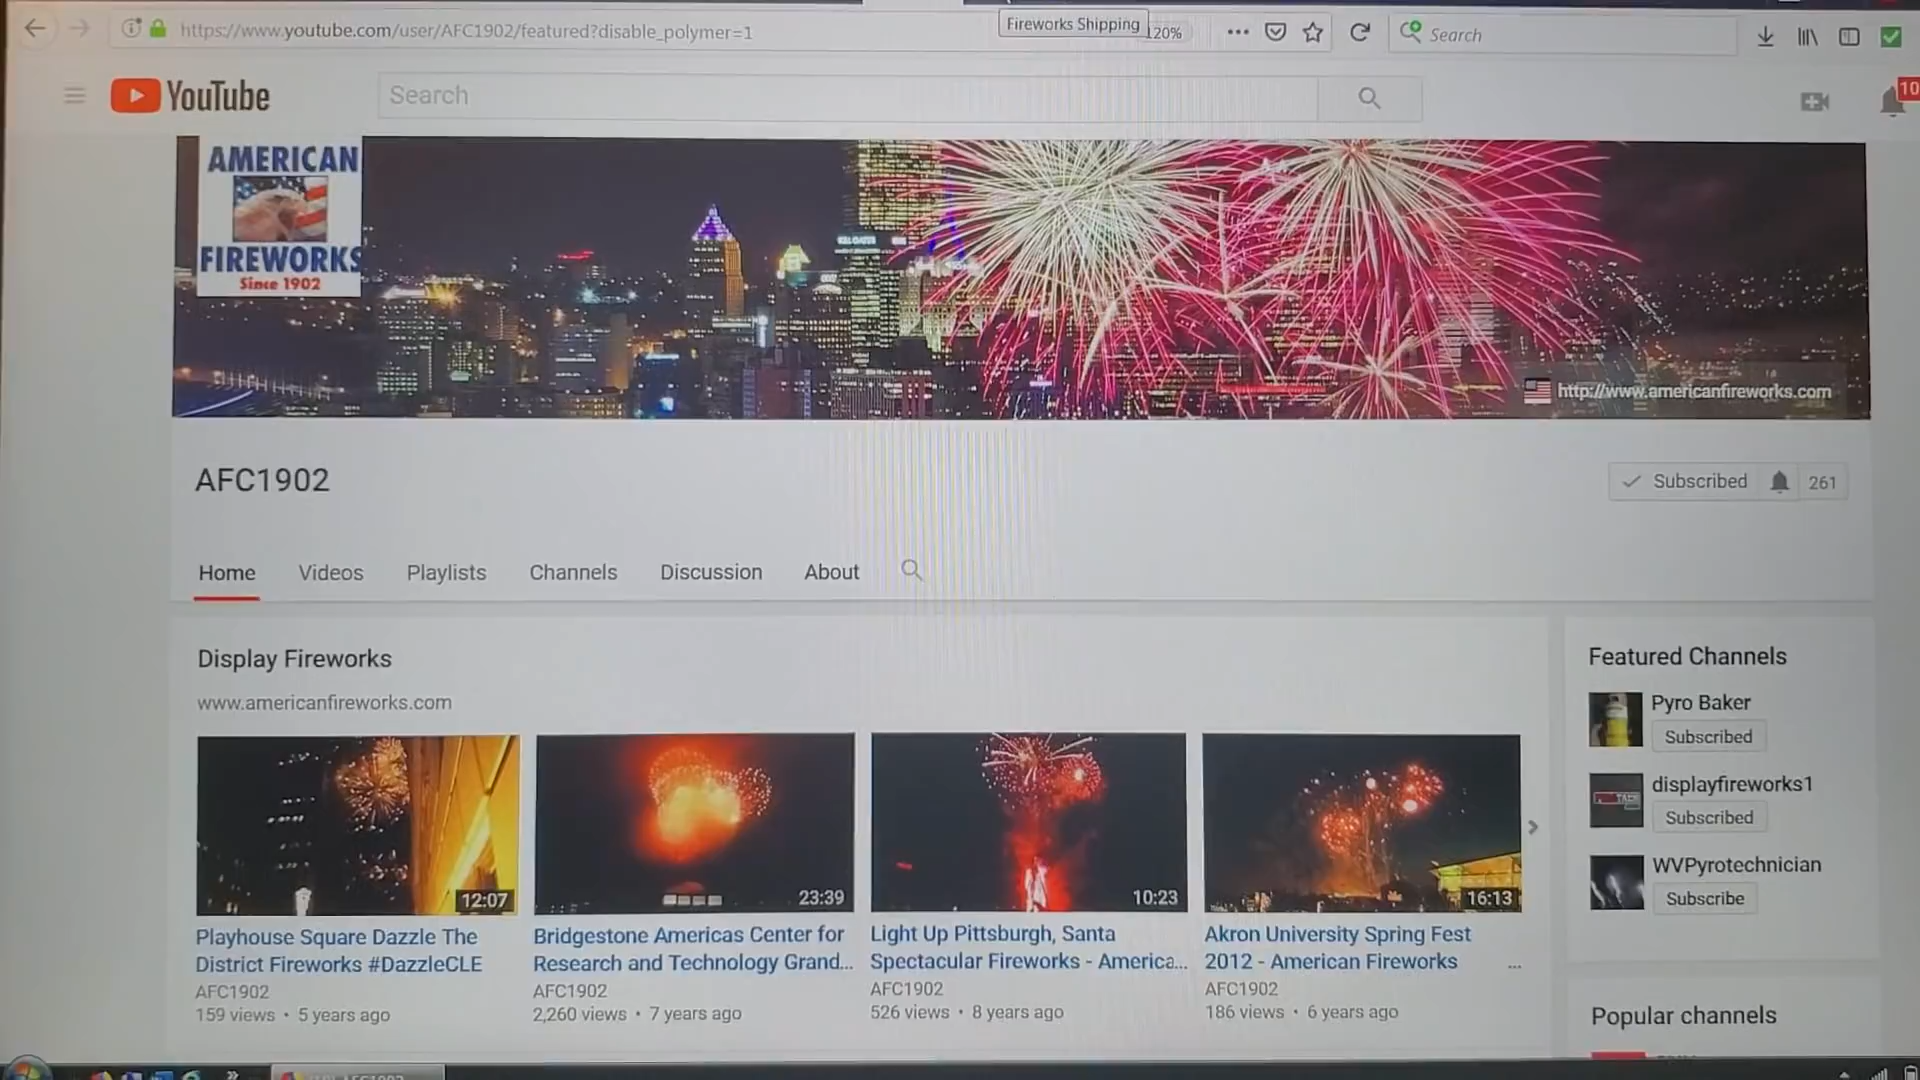 Fireworks Shipping
https://www.youtube.com/user/AFC1902/featured?disable_polymer=1
120%
Search
YouTube
Search
10
AMERICAN
FIREWORKS
Since 1902
http://www.americanfireworks.com
AFC1902
Subscribed 261
Home Videos Playlists Channels Discussion About
Display Fireworks
www.americanfireworks.com
12:07
23:39
10:23
16:13
Playhouse Square Dazzle The
District Fireworks #DazzleCLE
AFC1902
159 views • 5 years ago
Bridgestone Americas Center for
Research and Technology Grand...
AFC1902
2,260 views • 7 years ago
Light Up Pittsburgh, Santa
Spectacular Fireworks - America...
AFC1902
526 views • 8 years ago
Akron University Spring Fest
2012 - American Fireworks
AFC1902
186 views • 6 years ago
Featured Channels
Pyro Baker
Subscribed
displayfireworks1
Subscribed
WVPyrotechnician
Subscribe
Popular channels